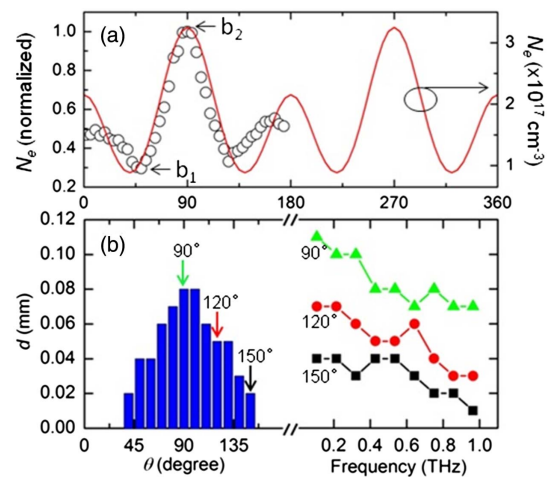 (a)
b₂
b₁
Nₑ (normalized)
1.0
0.8
0.6
0.4
0.2
Nₑ (×10¹⁷ cm⁻³)
3
2
1
0 90 180 270 360
(b)
d (mm)
0.12
0.10
0.08
0.06
0.04
0.02
0.00
90°
120°
150°
90°
120°
150°
0 45 90 135
0.2 0.4 0.6 0.8 1.0
θ (degree)
Frequency (THz)